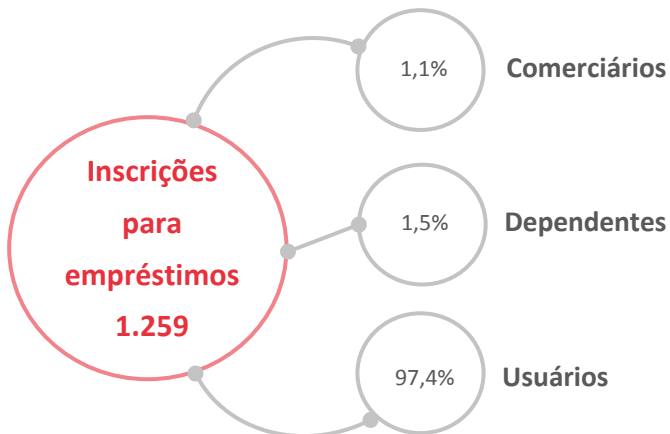 Inscrições
para
empréstimos
1.259
1,1%
Comerciários
1,5%
Dependentes
97,4%
Usuários